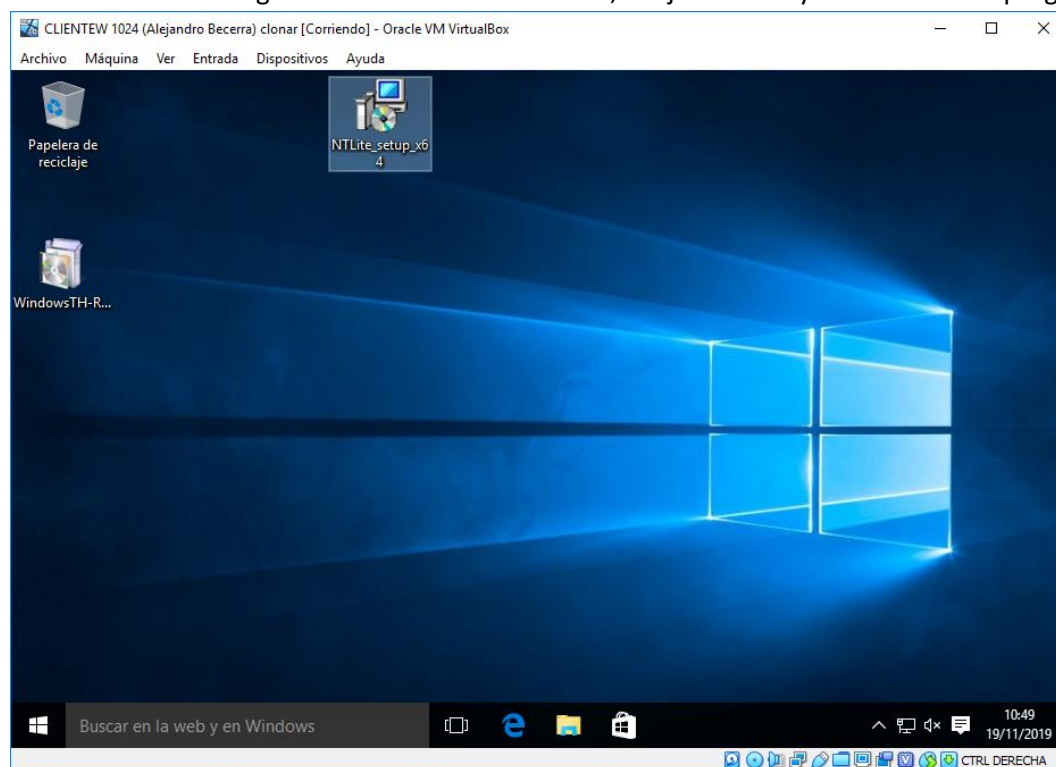 CLIENTEW 1024 (Alejandro Becerra) clonar [Corriendo] - Oracle VM VirtualBox
Archivo Máquina Ver Entrada Dispositivos Ayuda
Papelera de
reciclaje
NTLite_setup_x6
4
WindowsTH-R...
Buscar en la web y en Windows
10:49
19/11/2019
CTRL DERECHA